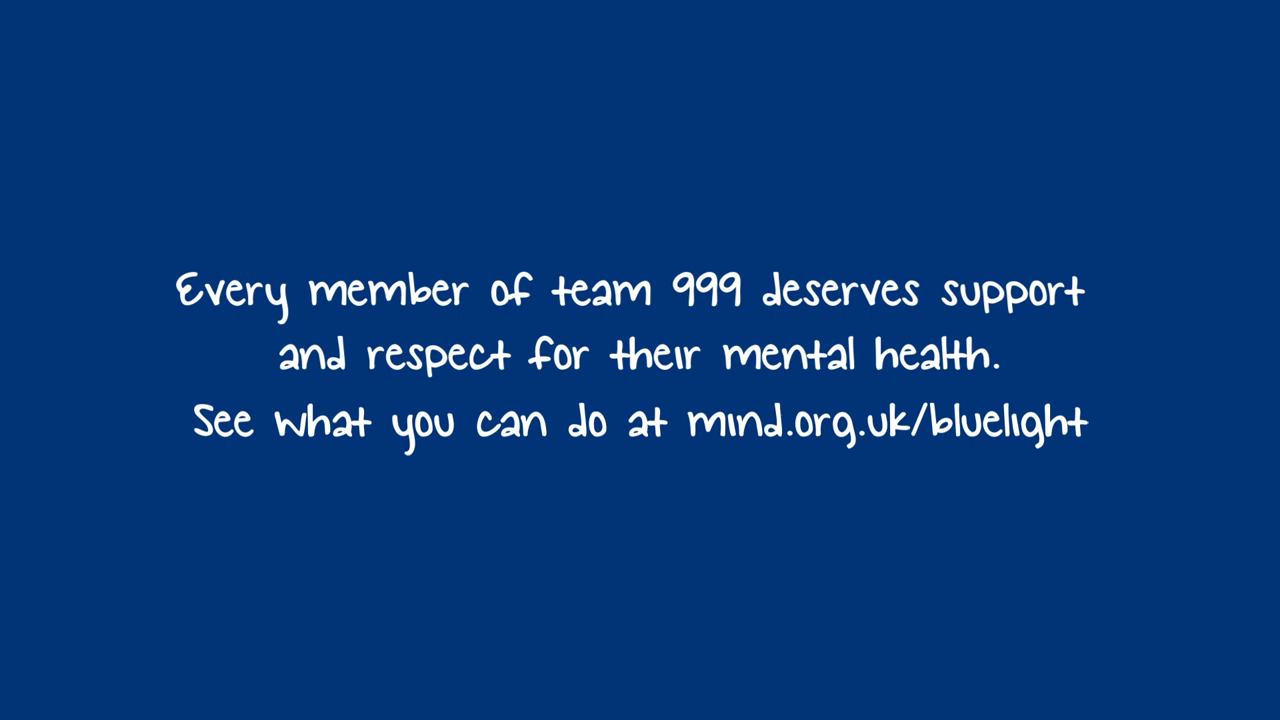 Every member of team 999 deserves support
and respect for their mental health.
See what you can do at mind.org.uk/bluelight